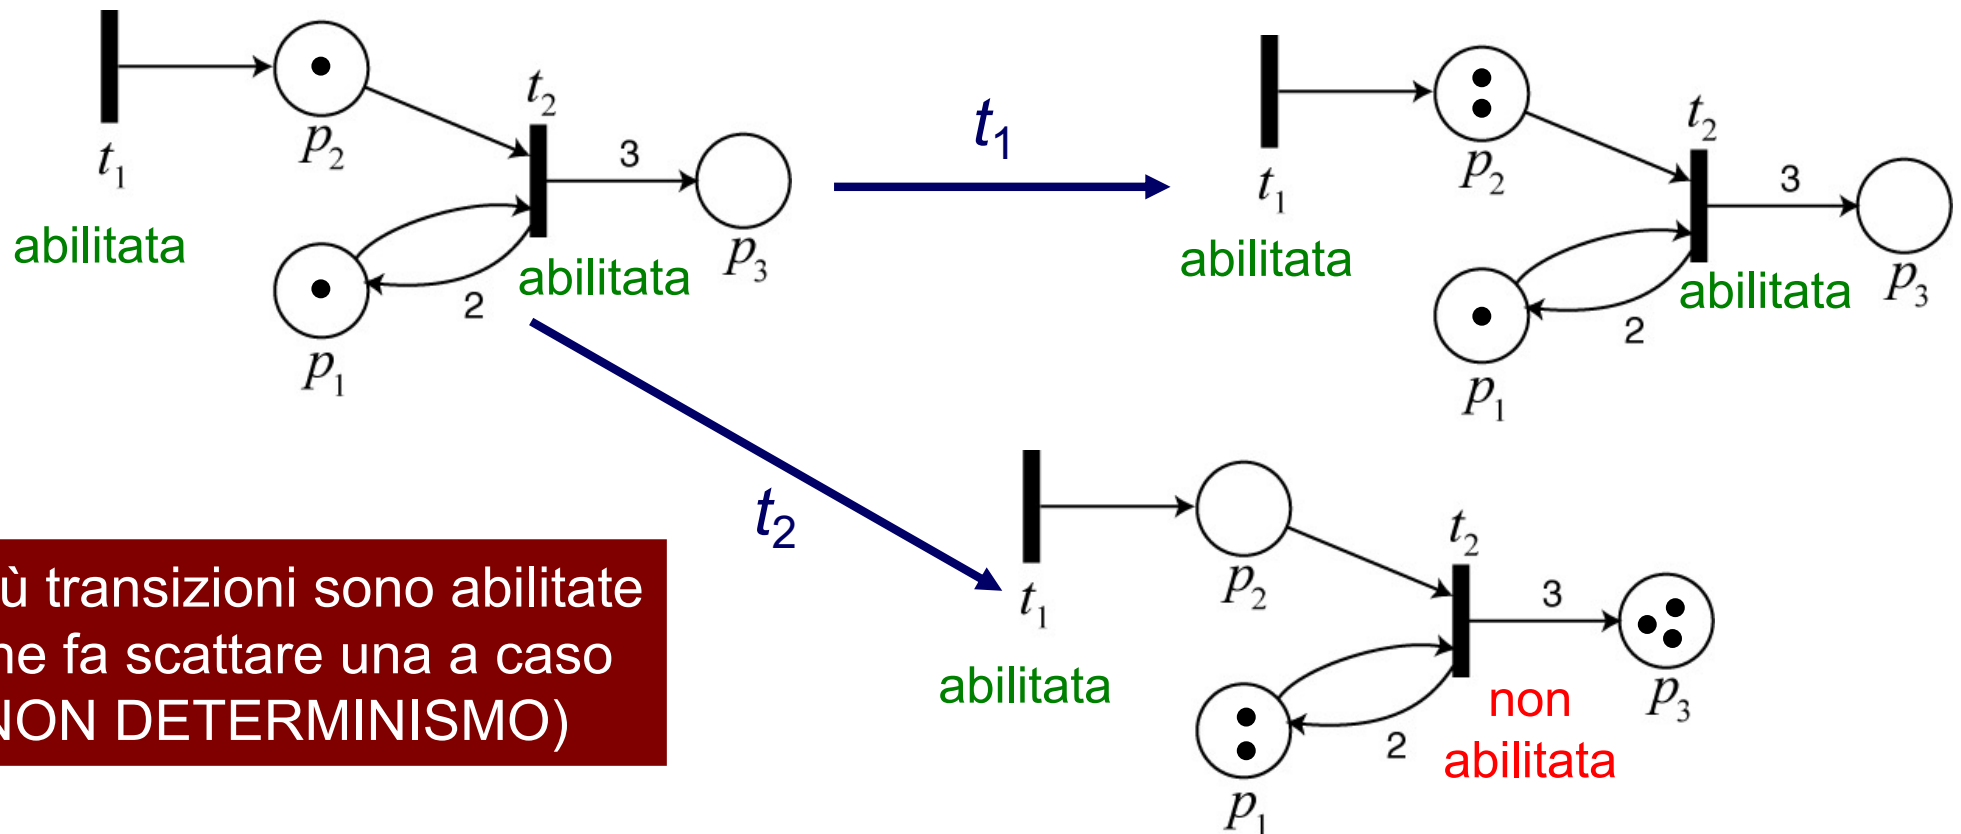 t₁
abilitata
p₂
t₂
3
p₃
abilitata
2
p₁
t₁
t₁
abilitata
p₂
t₂
3
p₃
abilitata
2
p₁
t₂
t₁
abilitata
p₂
t₂
3
p₃
non
abilitata
2
p₁
ù transizioni sono abilitate
ne fa scattare una a caso
NON DETERMINISMO)